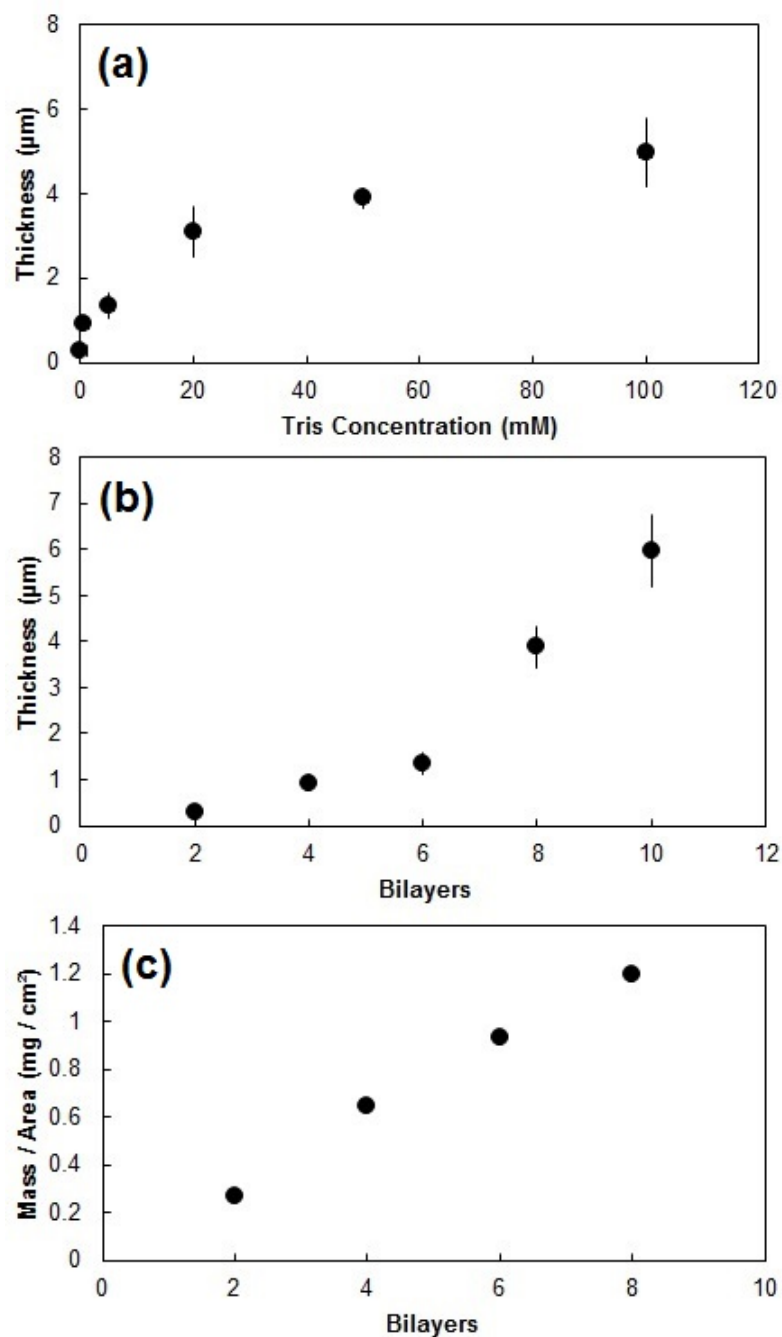 (a)
8
6
4
2
0
Thickness (µm)
0 20 40 60 80 100 120
Tris Concentration (mM)
(b)
8
7
6
5
4
3
2
1
0
Thickness (µm)
0 2 4 6 8 10 12
Bilayers
(c)
1.4
1.2
1
0.8
0.6
0.4
0.2
0
Mass / Area (mg / cm²)
0 2 4 6 8 10
Bilayers